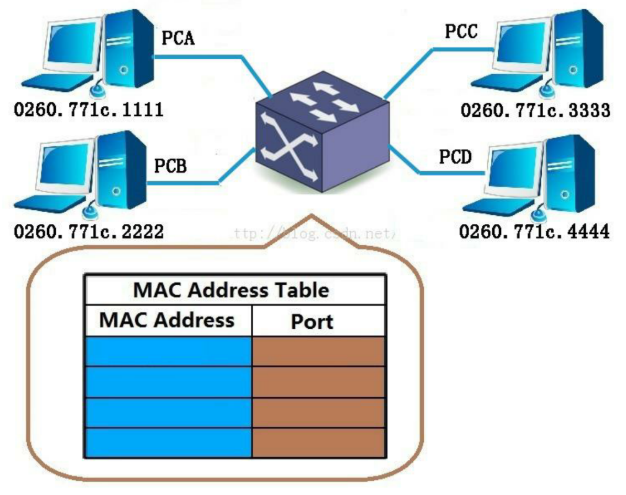 PCA
PCC
0260.771c.1111
0260.771c.3333
PCB
PCD
0260.771c.2222
0260.771c.4444
ttp://blog.csdn.net/
MAC Address Table
MAC Address Port